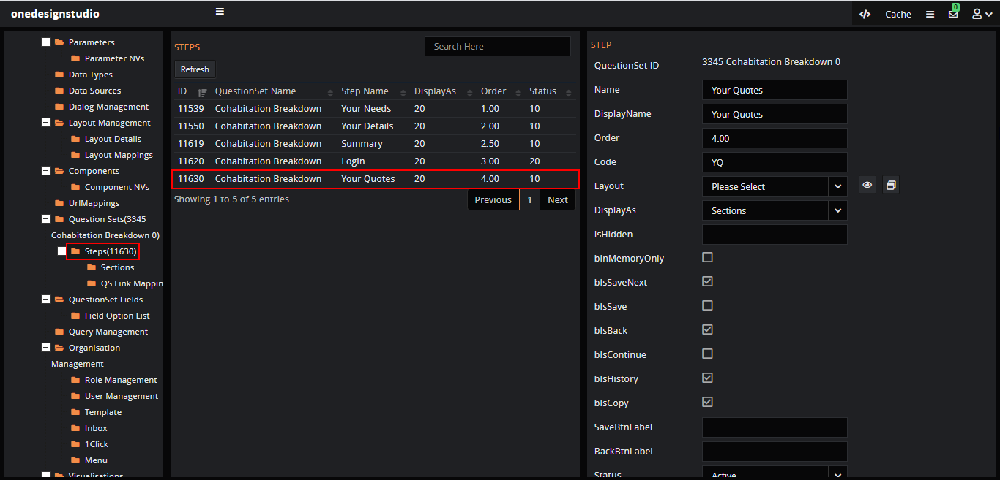 onedesignstudio
Cache
0
Parameters
Parameter NVs
Data Types
Data Sources
Dialog Management
Layout Management
Layout Details
Layout Mappings
Components
Component NVs
UrlMappings
Question Sets(3345
Cohabitation Breakdown 0)
Steps(11630)
Sections
QS Link Mappin
QuestionSet Fields
Field Option List
Query Management
Organisation
Management
Role Management
User Management
Template
Inbox
1Click
Menu
Visualisations
STEPS
Search Here
Refresh
ID QuestionSet Name Step Name DisplayAs Order Status
11539 Cohabitation Breakdown Your Needs 20 1.00 10
11550 Cohabitation Breakdown Your Details 20 2.00 10
11619 Cohabitation Breakdown Summary 20 2.50 10
11620 Cohabitation Breakdown Login 20 3.00 20
11630 Cohabitation Breakdown Your Quotes 20 4.00 10
Showing 1 to 5 of 5 entries
Previous 1 Next
STEP
QuestionSet ID 3345 Cohabitation Breakdown 0
Name Your Quotes
DisplayName Your Quotes
Order 4.00
Code YQ
Layout Please Select
DisplayAs Sections
IsHidden
bInMemoryOnly
bIsSaveNext
bIsSave
bIsBack
bIsContinue
bIsHistory
bIsCopy
SaveBtnLabel
BackBtnLabel
Status Active